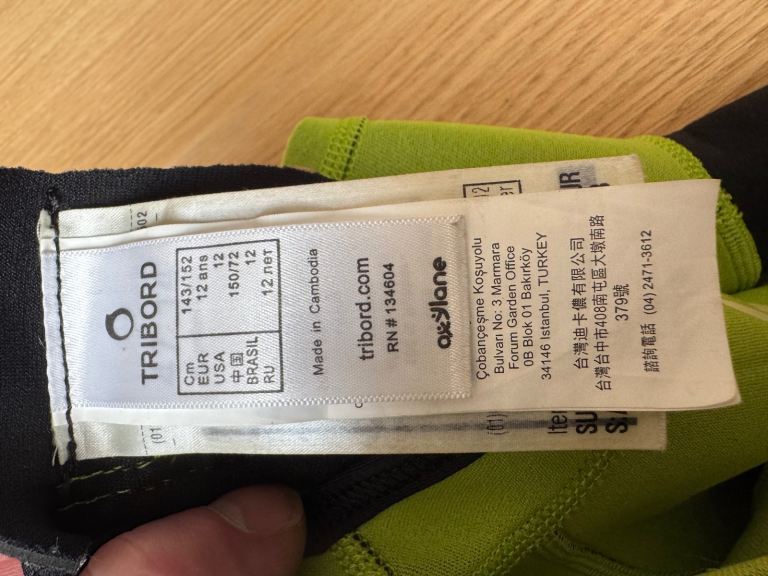 TRIBORD
Cm 143/152
EUR 12 ans
USA 12
中国 150/72
BRASIL 12
RU 12 лет
Made in Cambodia
tribord.com
RN # 134604
oxylane
Çobançeşme Koşuyolu
Bulvarı No: 3 Marmara
Forum Garden Office
0B Blok 01 Bakırköy
34146 Istanbul, TURKEY
台灣迪卡儂有限公司
台灣台中市408南屯區大墩南路
379號
諮詢電話 (04) 2471-3612
(01)
(01)